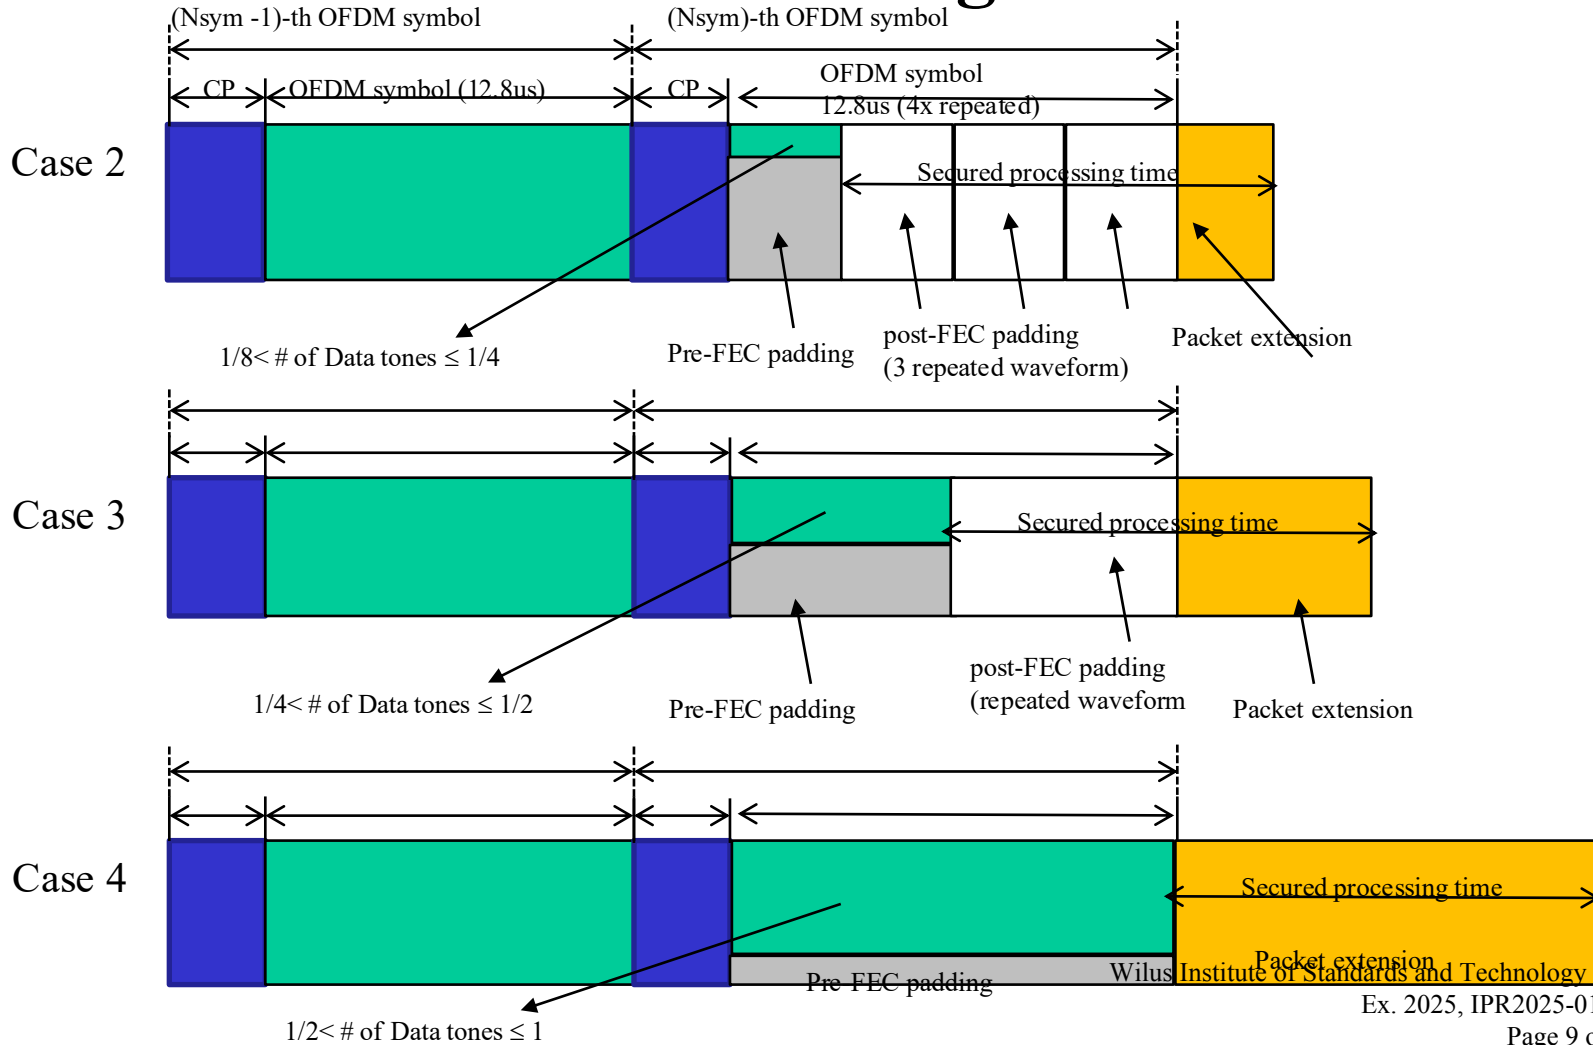 (Nsym -1)-th OFDM symbol
(Nsym)-th OFDM symbol
CP
OFDM symbol (12.8us)
CP
OFDM symbol
12.8us (4x repeated)
Case 2
Secured processing time
1/8< # of Data tones ≤ 1/4
Pre-FEC padding
post-FEC padding
(3 repeated waveform)
Packet extension
Case 3
Secured processing time
1/4< # of Data tones ≤ 1/2
Pre-FEC padding
post-FEC padding
(repeated waveform
Packet extension
Case 4
Secured processing time
Packet extension
Pre-FEC padding
1/2< # of Data tones ≤ 1
Wilus Institute of Standards and Technology
Ex. 2025, IPR2025-01
Page 9 o